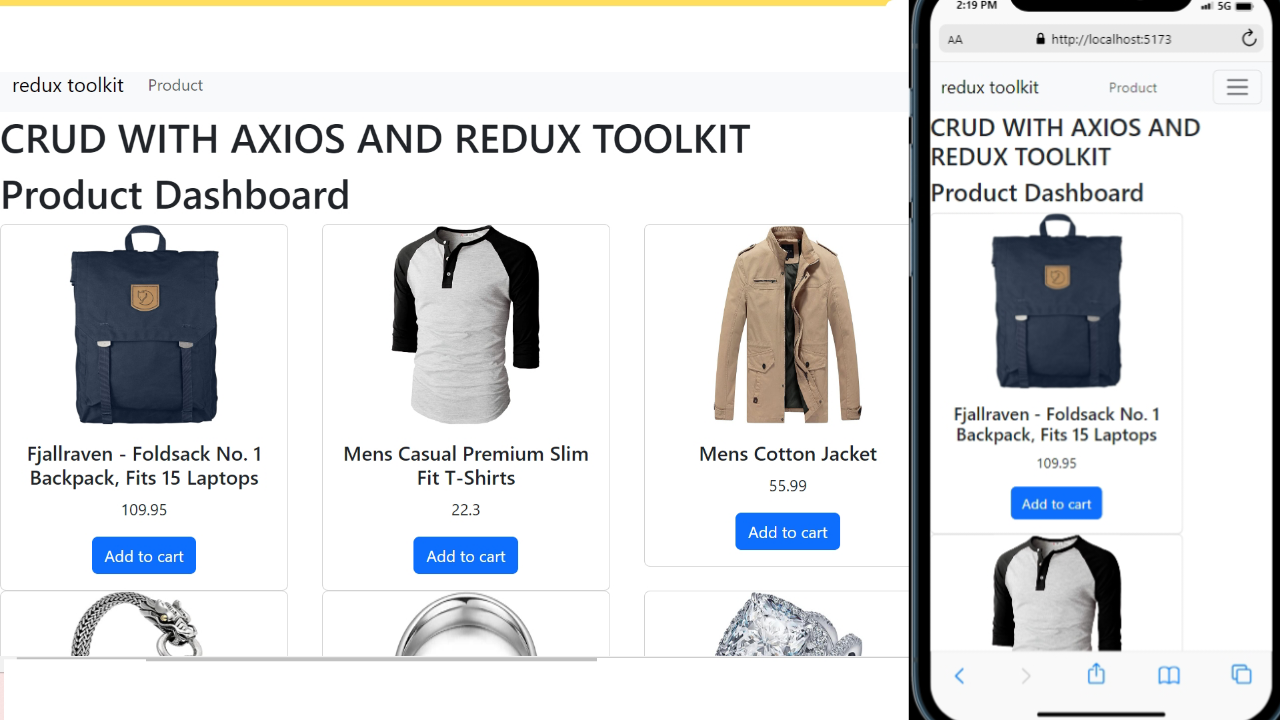 redux toolkit Product
CRUD WITH AXIOS AND REDUX TOOLKIT
Product Dashboard
Fjallraven - Foldsack No. 1
Backpack, Fits 15 Laptops
109.95
Add to cart
Mens Casual Premium Slim
Fit T-Shirts
22.3
Add to cart
Mens Cotton Jacket
55.99
Add to cart
2:19 PM 5G
AA http://localhost:5173
redux toolkit Product
CRUD WITH AXIOS AND
REDUX TOOLKIT
Product Dashboard
Fjallraven - Foldsack No. 1
Backpack, Fits 15 Laptops
109.95
Add to cart